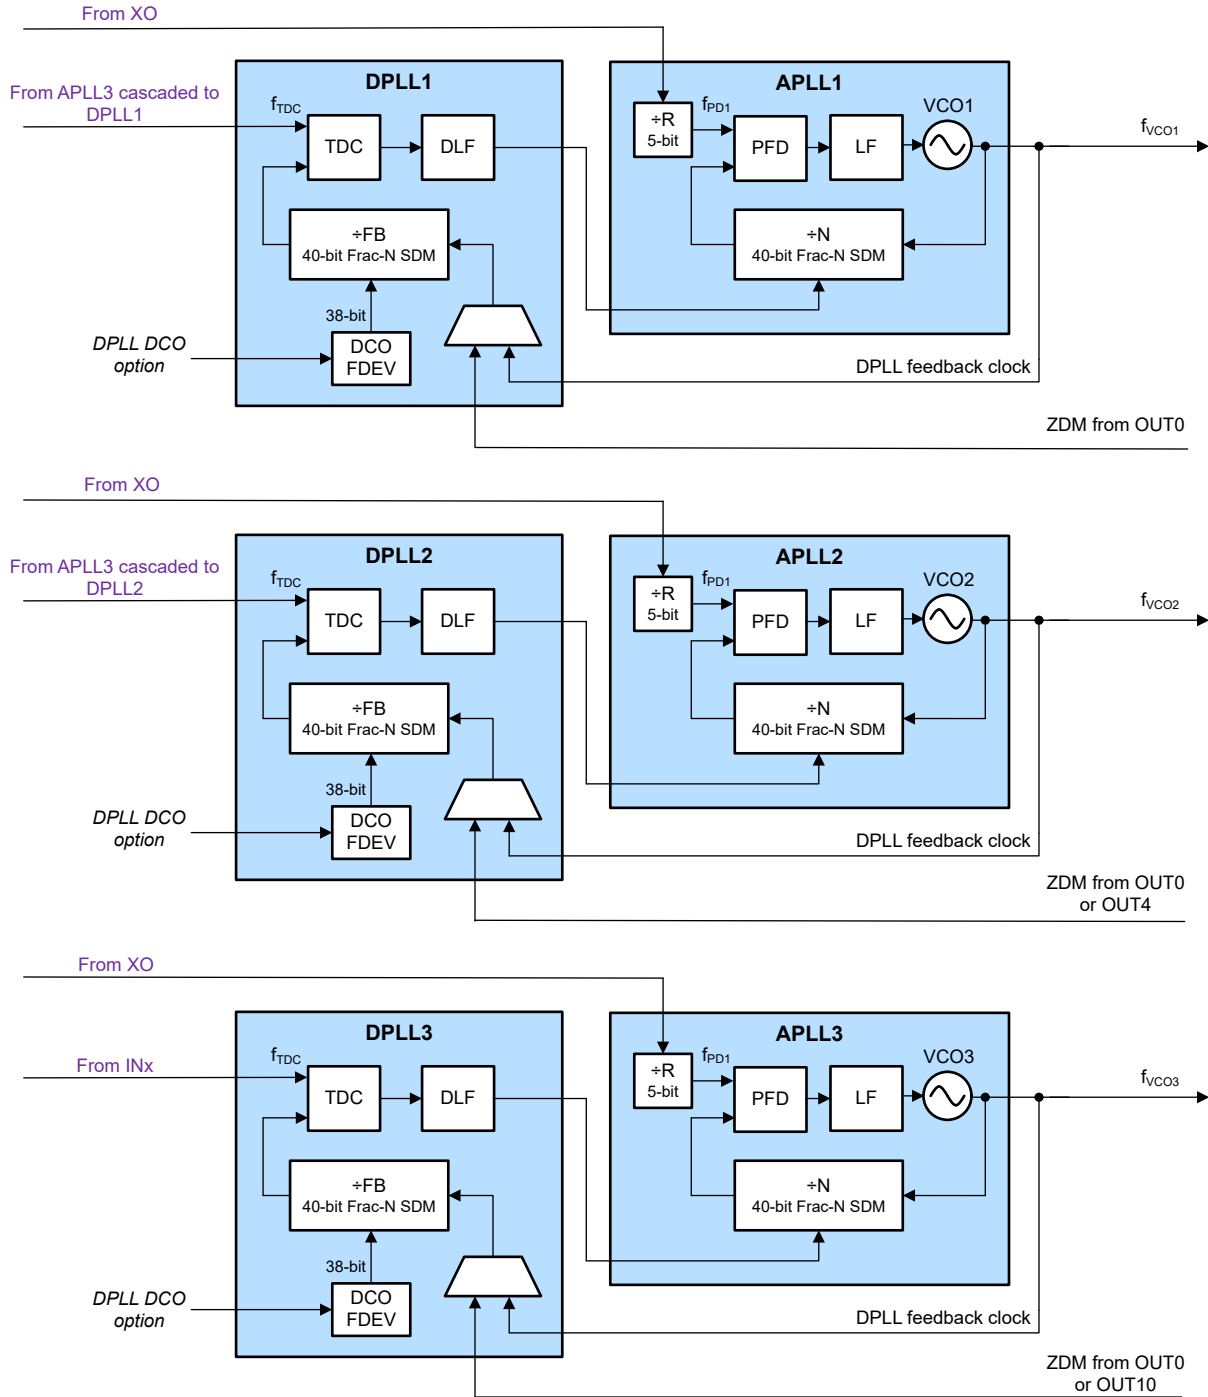 From XO
DPLL1
APLL1
From APLL3 cascaded to
DPLL1
fTDC
TDC
DLF
÷R
5-bit
fPD1
PFD
LF
VCO1
fVCO1
÷FB
40-bit Frac-N SDM
÷N
40-bit Frac-N SDM
38-bit
DPLL DCO
option
DCO
FDEV
DPLL feedback clock
ZDM from OUT0
From XO
DPLL2
APLL2
From APLL3 cascaded to
DPLL2
fTDC
TDC
DLF
÷R
5-bit
fPD1
PFD
LF
VCO2
fVCO2
÷FB
40-bit Frac-N SDM
÷N
40-bit Frac-N SDM
38-bit
DPLL DCO
option
DCO
FDEV
DPLL feedback clock
ZDM from OUT0
or OUT4
From XO
DPLL3
APLL3
From INx
fTDC
TDC
DLF
÷R
5-bit
fPD1
PFD
LF
VCO3
fVCO3
÷FB
40-bit Frac-N SDM
÷N
40-bit Frac-N SDM
38-bit
DPLL DCO
option
DCO
FDEV
DPLL feedback clock
ZDM from OUT0
or OUT10